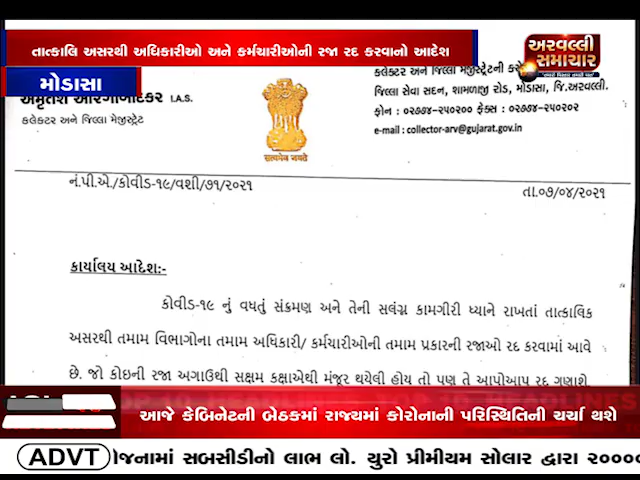 તાત્કાલિ અસરથી અધિકારીઓ અને કર્મચારીઓની રજા રદ કરવાનો આદેશ
અરવલ્લી
સમાચાર
મોડાસા
કલેક્ટર અને જિલ્લા મેજીસ્ટ્રેટની
જિલ્લા સેવા સદન, શામળાજી રોડ, મોડાસા, જિ.અરવલ્લી.
ફોન : ૦૨૭૭૪-૨૫૦૨૦૦ ફેક્સ : ૦૨૭૭૪-૨૫૦૨૦૨
e-mail : collector-arv@gujarat.gov.in
I.A.S.
કલેક્ટર અને જિલ્લા મેજીસ્ટ્રેટ
सत्यमेव जयते
નં.પી.એ./કોવીડ-૧૯/વશી/૭૧/૨૦૨૧
તા.૦૭/૦૪/૨૦૨૧
કાર્યાલય આદેશ:-
કોવીડ-૧૯ નું વધતું સંક્રમણ અને તેની સલંગ્ન કામગીરી ધ્યાને રાખતાં તાત્કાલિક
અસરથી તમામ વિભાગોના તમામ અધિકારી/ કર્મચારીઓની તમામ પ્રકારની રજાઓ રદ કરવામાં આવે
છે. જો કોઇની રજા અગાઉથી સક્ષમ કક્ષાએથી મંજૂર થયેલી હોય તો પણ તે આપોઆપ રદ ગણાશે.
આજે કેબિનેટની બેઠકમાં રાજ્યમાં કોરોનાની પરિસ્થિતિની ચર્ચા થશે
ADVT
યોજનામાં સબસીડીનો લાભ લો. યુરો પ્રીમીયમ સોલાર દ્વારા ૨૦૦૦૦